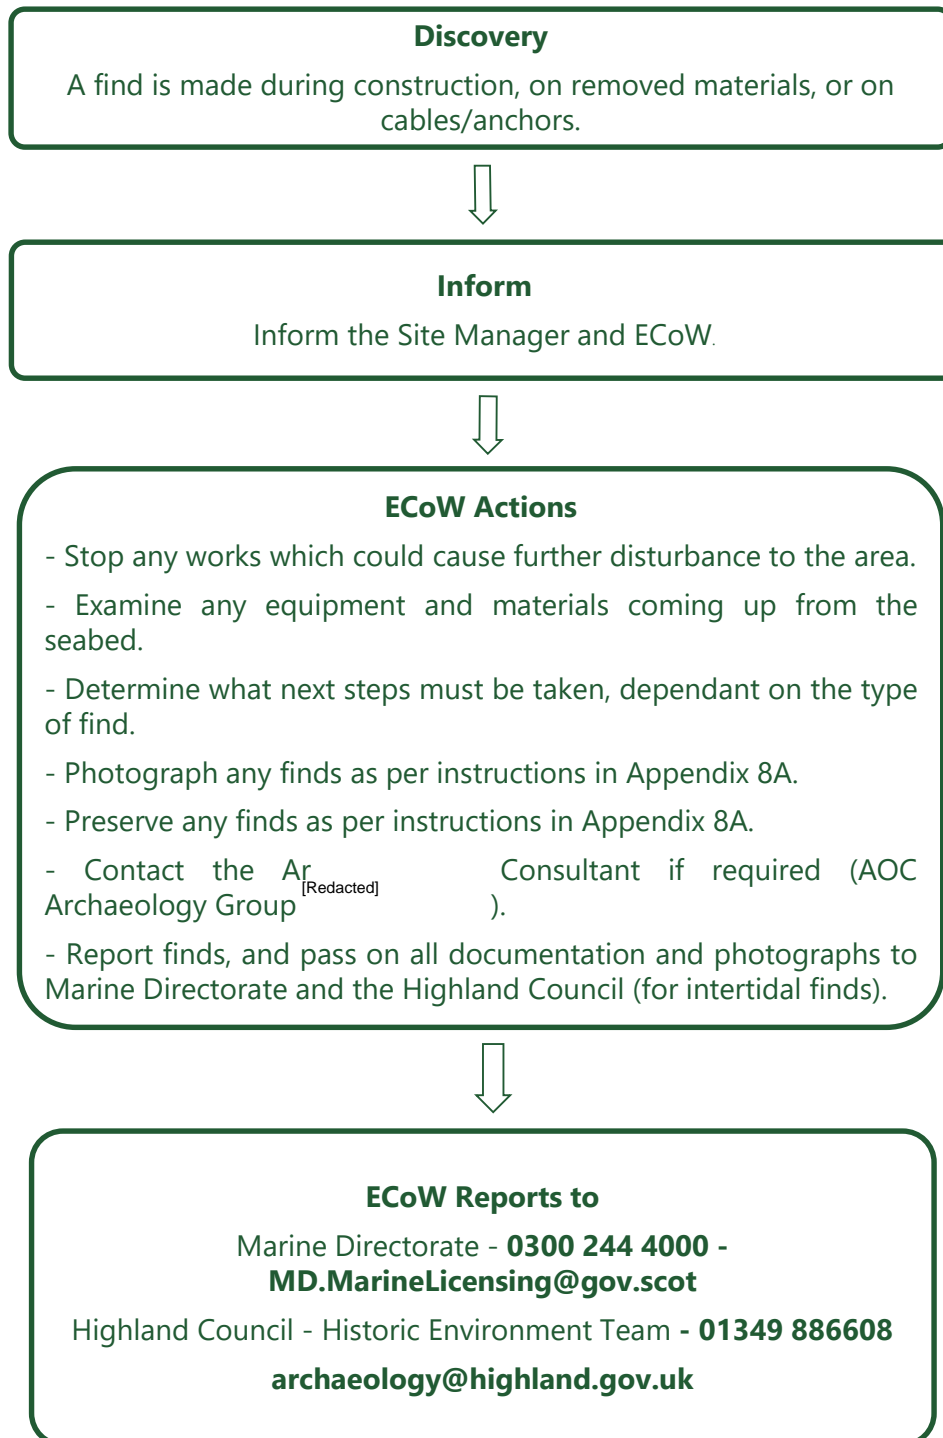 Discovery
A find is made during construction, on removed materials, or on
cables/anchors.
Inform
Inform the Site Manager and ECoW.
ECoW Actions
- Stop any works which could cause further disturbance to the area.
- Examine any equipment and materials coming up from the
seabed.
- Determine what next steps must be taken, dependant on the type
of find.
- Photograph any finds as per instructions in Appendix 8A.
- Preserve any finds as per instructions in Appendix 8A.
- Contact the Ar Consultant if required (AOC
Archaeology Group [Redacted] ).
- Report finds, and pass on all documentation and photographs to
Marine Directorate and the Highland Council (for intertidal finds).
ECoW Reports to
Marine Directorate - 0300 244 4000 -
MD.MarineLicensing@gov.scot
Highland Council - Historic Environment Team - 01349 886608
archaeology@highland.gov.uk